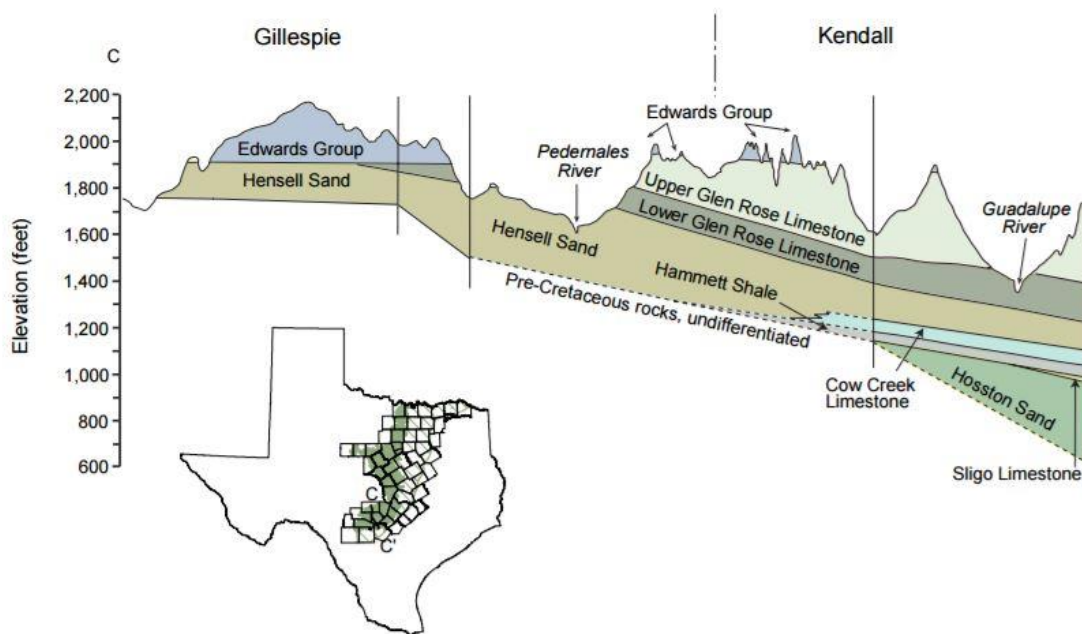 Gillespie
Kendall
C
Elevation (feet)
2,200
2,000
1,800
1,600
1,400
1,200
1,000
800
600
Edwards Group
Hensell Sand
Pedernales
River
Edwards Group
Upper Glen Rose Limestone
Lower Glen Rose Limestone
Guadalupe
River
Hensell Sand
Hammett Shale
Pre-Cretaceous rocks, undifferentiated
Cow Creek
Limestone
Hosston Sand
Sligo Limestone
C
C'